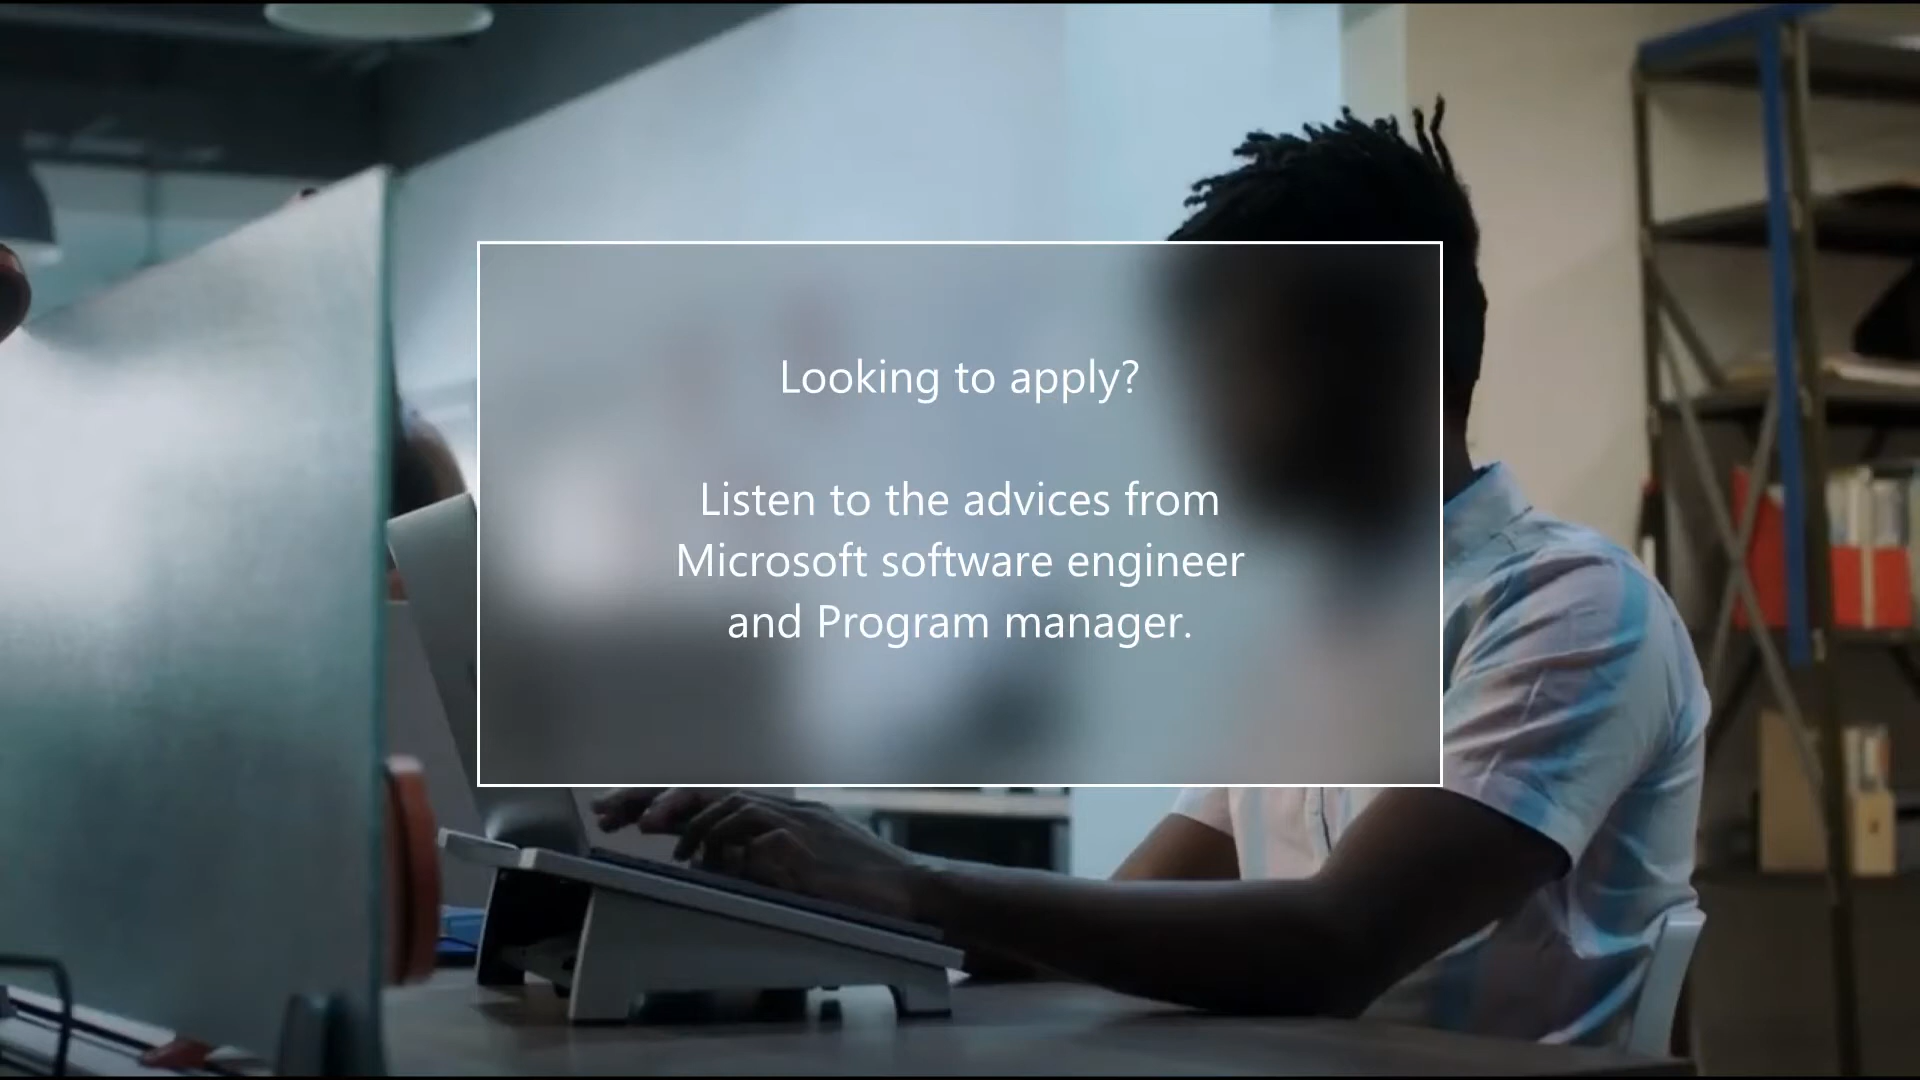 Looking to apply?
Listen to the advices from
Microsoft software engineer
and Program manager.